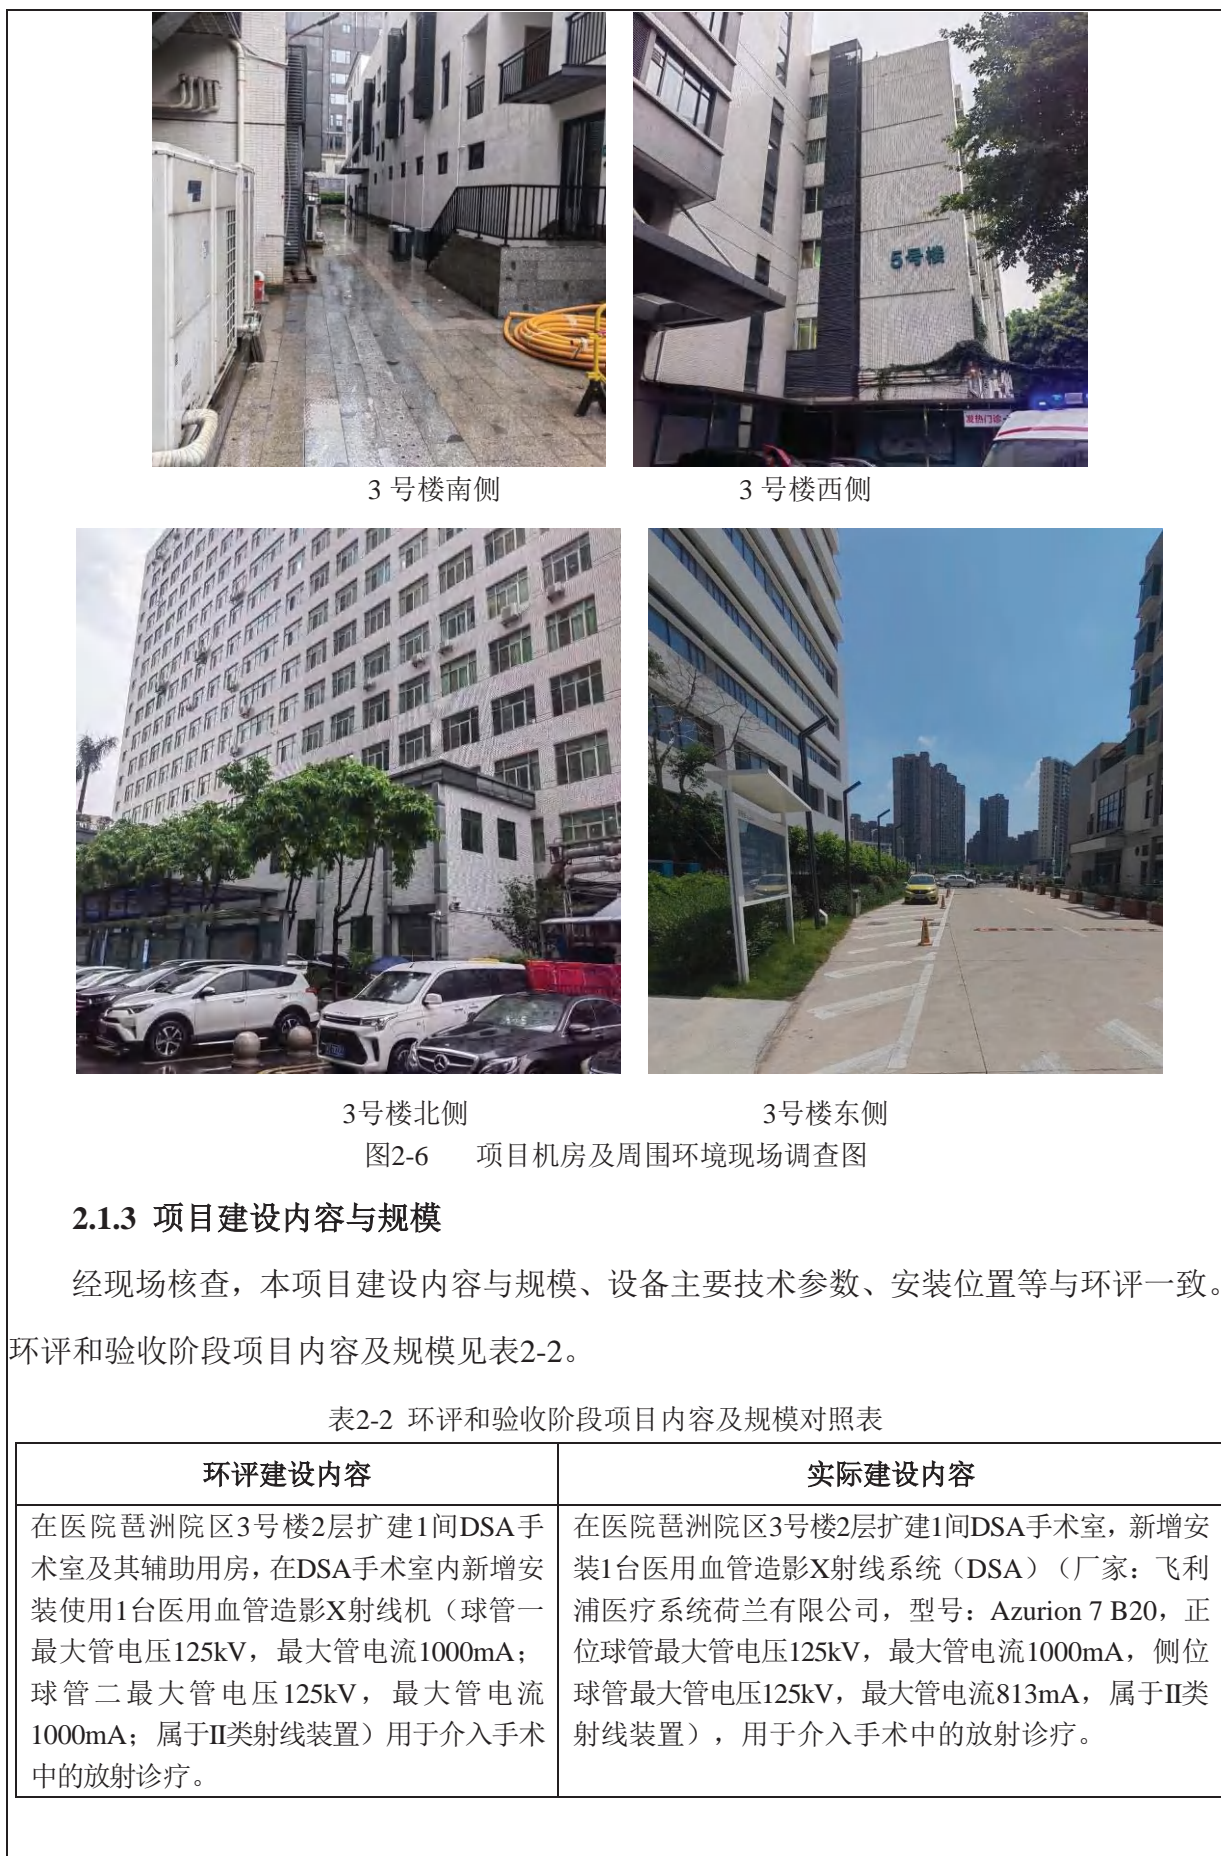 5号楼
发热门诊
3 号楼南侧
3 号楼西侧
3号楼北侧
3号楼东侧
图2-6 项目机房及周围环境现场调查图
2.1.3 项目建设内容与规模
经现场核查，本项目建设内容与规模、设备主要技术参数、安装位置等与环评一致。
环评和验收阶段项目内容及规模见表2-2。
表2-2 环评和验收阶段项目内容及规模对照表
环评建设内容
实际建设内容
在医院琶洲院区3号楼2层扩建1间DSA手
术室及其辅助用房，在DSA手术室内新增安
装使用1台医用血管造影X射线机（球管一
最大管电压125kV，最大管电流1000mA；
球管二最大管电压125kV，最大管电流
1000mA；属于II类射线装置）用于介入手术
中的放射诊疗。
在医院琶洲院区3号楼2层扩建1间DSA手术室，新增安
装1台医用血管造影X射线系统（DSA）（厂家：飞利
浦医疗系统荷兰有限公司，型号：Azurion 7 B20，正
位球管最大管电压125kV，最大管电流1000mA，侧位
球管最大管电压125kV，最大管电流813mA，属于II类
射线装置），用于介入手术中的放射诊疗。